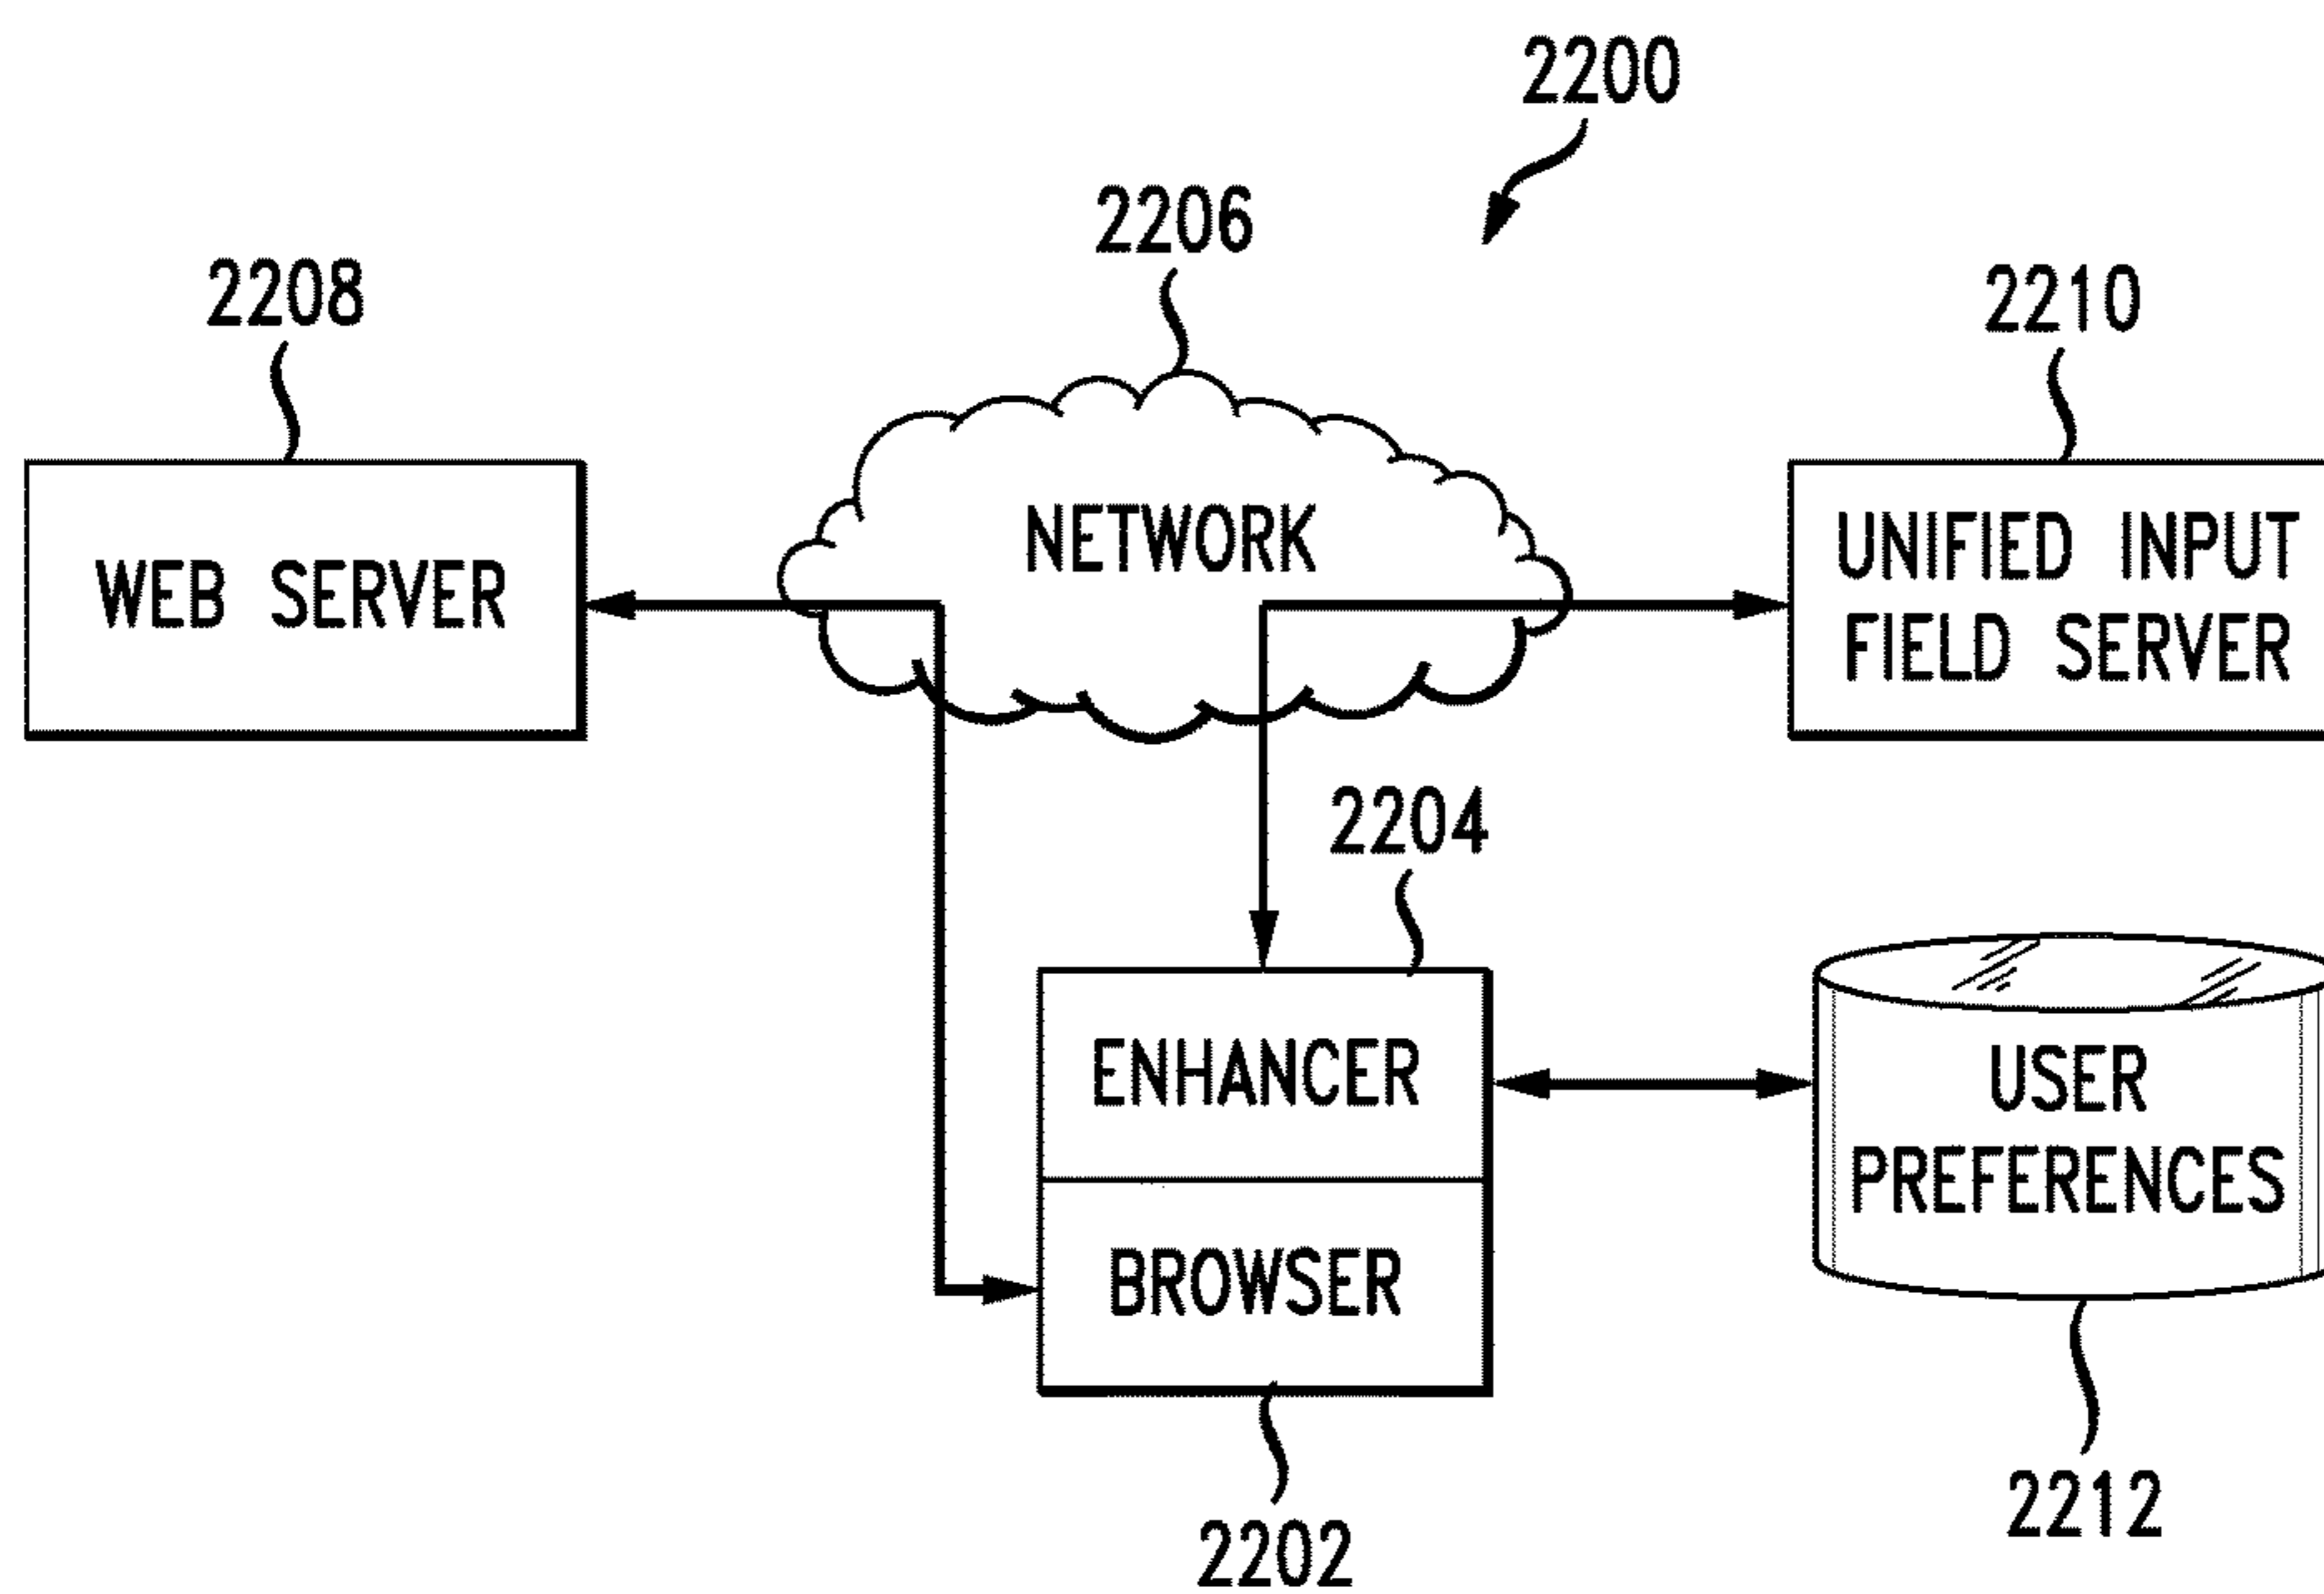 2200
2206
2208
2210
NETWORK
WEB SERVER
UNIFIED INPUT
FIELD SERVER
2204
ENHANCER
USER
PREFERENCES
BROWSER
2212
2202